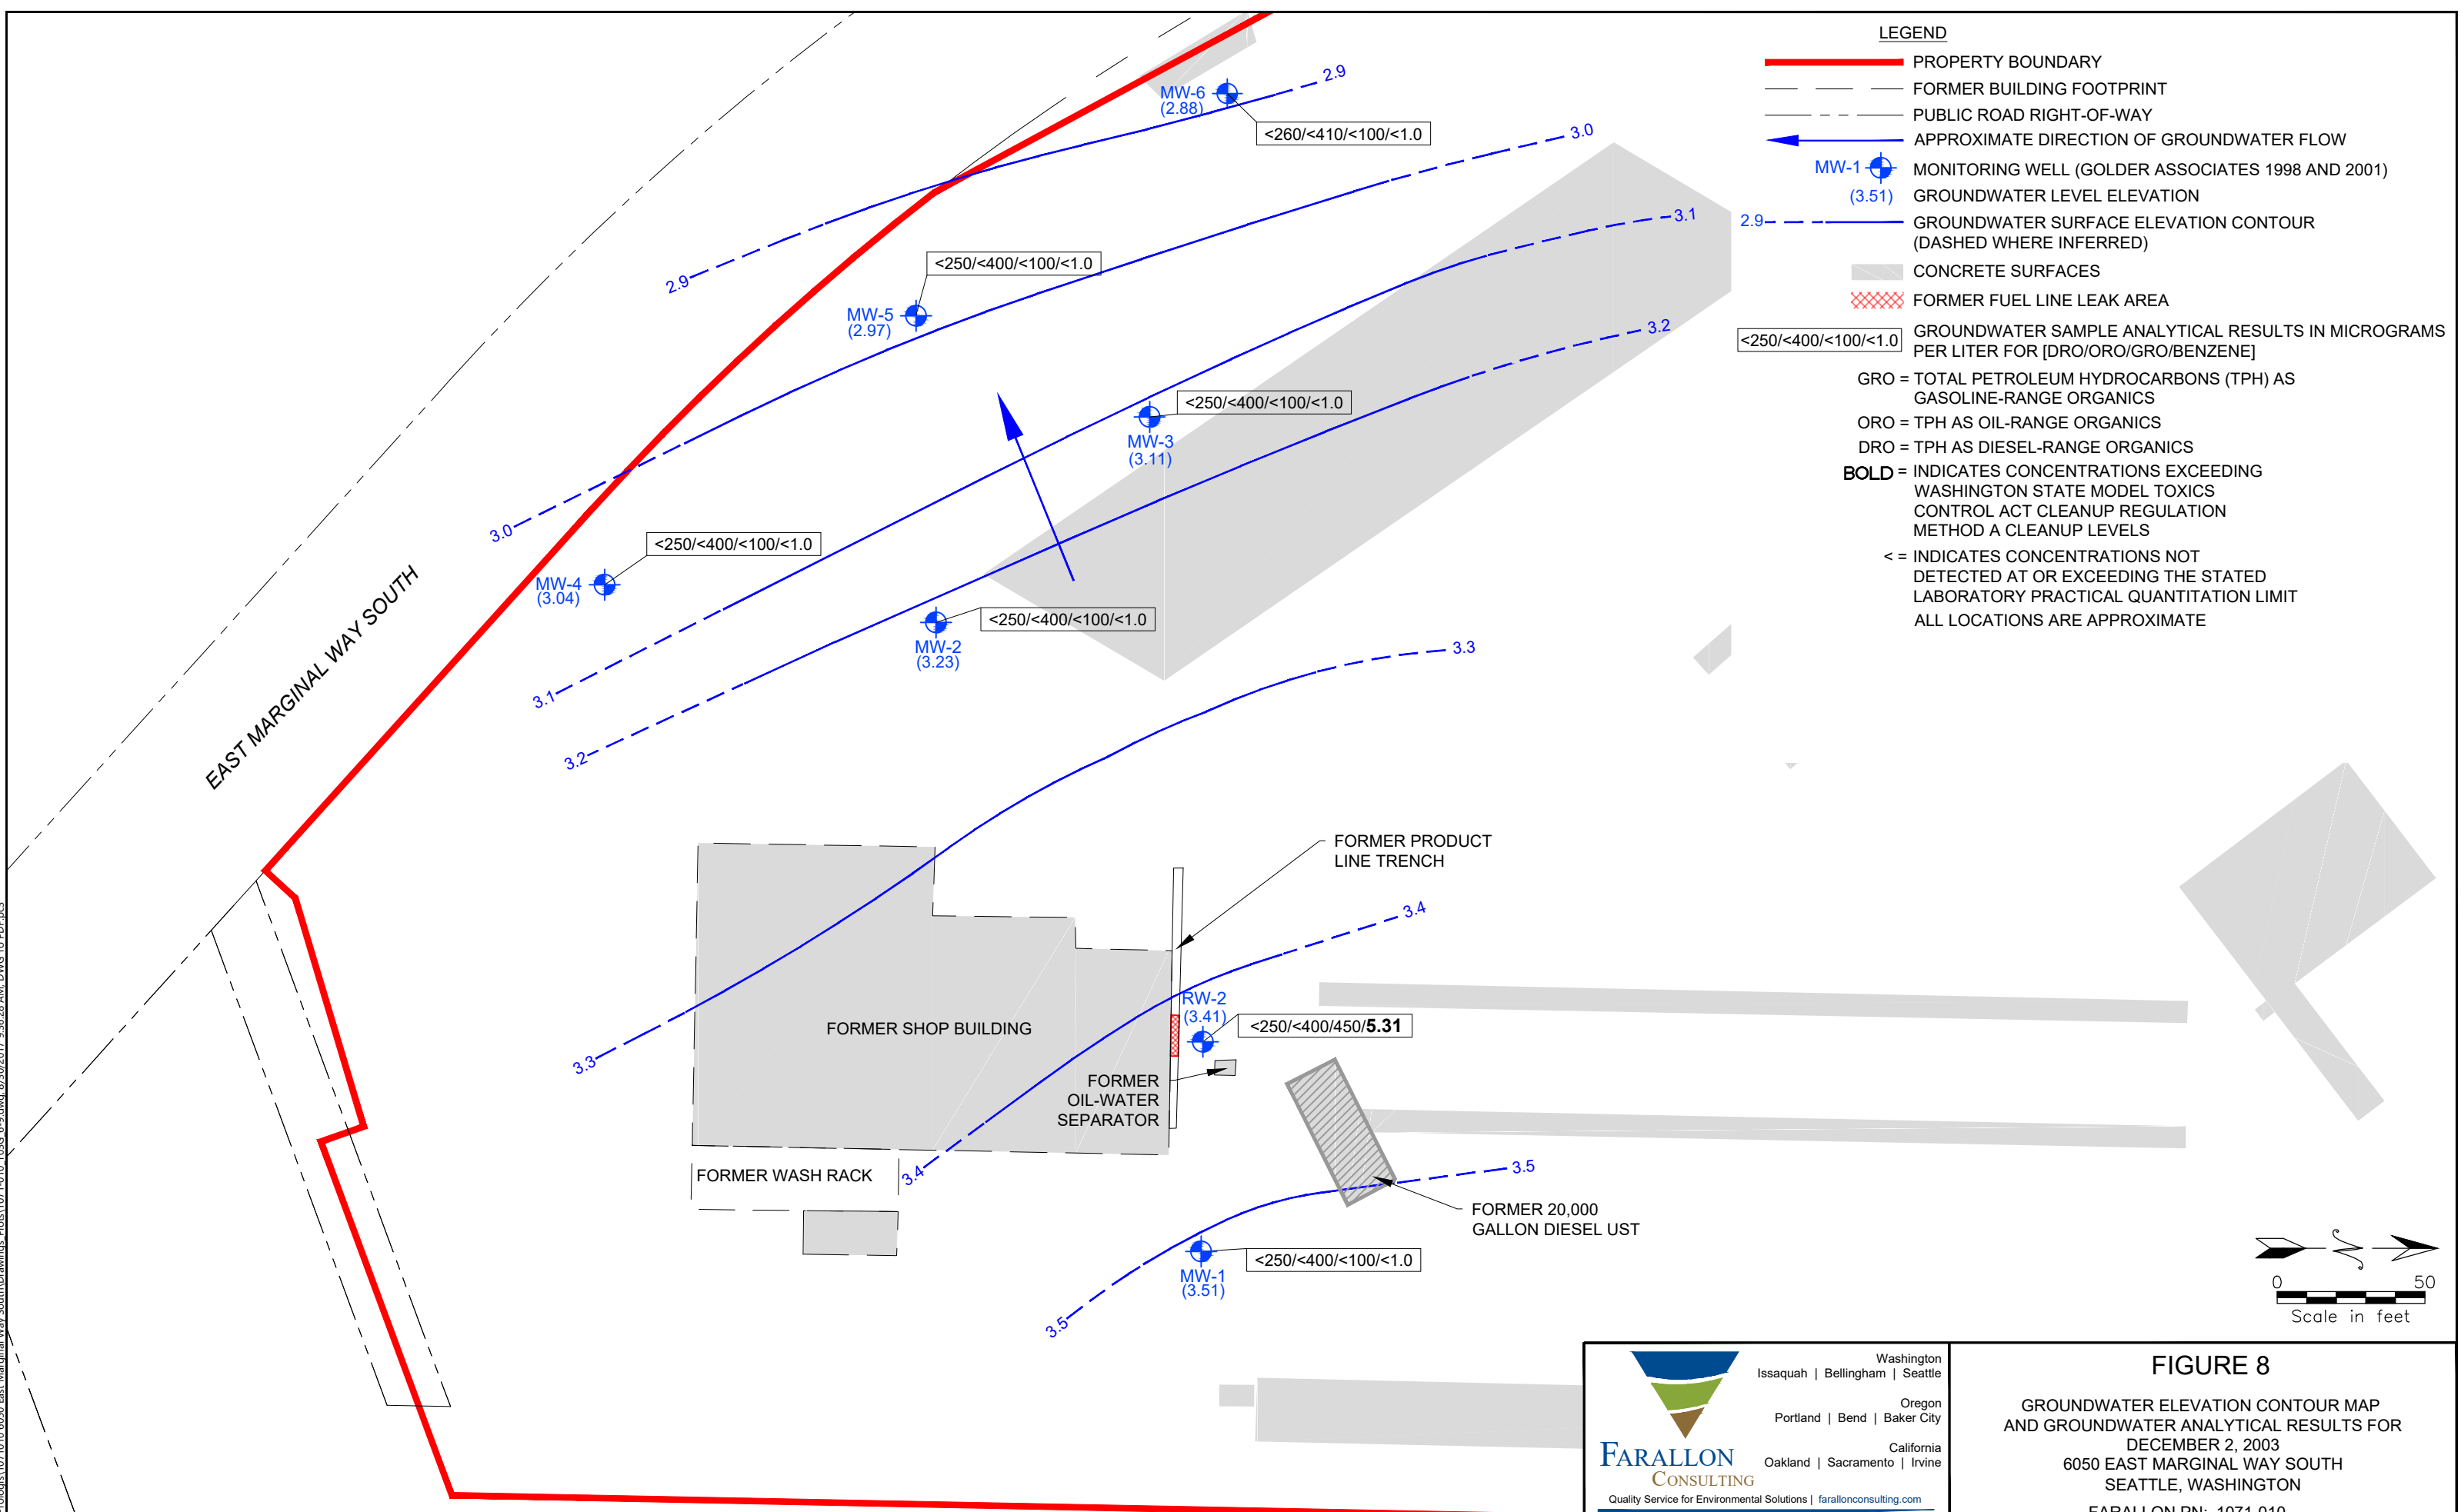 LEGEND
PROPERTY BOUNDARY
FORMER BUILDING FOOTPRINT
PUBLIC ROAD RIGHT-OF-WAY
APPROXIMATE DIRECTION OF GROUNDWATER FLOW
MW-1 MONITORING WELL (GOLDER ASSOCIATES 1998 AND 2001)
(3.51) GROUNDWATER LEVEL ELEVATION
2.9 GROUNDWATER SURFACE ELEVATION CONTOUR
(DASHED WHERE INFERRED)
CONCRETE SURFACES
FORMER FUEL LINE LEAK AREA
<250/<400/<100/<1.0 GROUNDWATER SAMPLE ANALYTICAL RESULTS IN MICROGRAMS
PER LITER FOR [DRO/ORO/GRO/BENZENE]
GRO = TOTAL PETROLEUM HYDROCARBONS (TPH) AS
GASOLINE-RANGE ORGANICS
ORO = TPH AS OIL-RANGE ORGANICS
DRO = TPH AS DIESEL-RANGE ORGANICS
BOLD = INDICATES CONCENTRATIONS EXCEEDING
WASHINGTON STATE MODEL TOXICS
CONTROL ACT CLEANUP REGULATION
METHOD A CLEANUP LEVELS
< = INDICATES CONCENTRATIONS NOT
DETECTED AT OR EXCEEDING THE STATED
LABORATORY PRACTICAL QUANTITATION LIMIT
ALL LOCATIONS ARE APPROXIMATE
2.9
MW-6
(2.88)
<260/<410/<100/<1.0
3.0
3.1
<250/<400/<100/<1.0
2.9
MW-5
(2.97)
3.2
<250/<400/<100/<1.0
MW-3
(3.11)
3.0
<250/<400/<100/<1.0
MW-4
(3.04)
<250/<400/<100/<1.0
MW-2
(3.23)
3.3
EAST MARGINAL WAY SOUTH
3.1
3.2
FORMER PRODUCT
LINE TRENCH
3.4
RW-2
(3.41)
<250/<400/450/5.31
FORMER SHOP BUILDING
3.3
FORMER
OIL-WATER
SEPARATOR
FORMER WASH RACK
3.4
3.5
FORMER 20,000
GALLON DIESEL UST
<250/<400/<100/<1.0
MW-1
(3.51)
3.5
0 50
Scale in feet
Washington
Issaquah | Bellingham | Seattle
Oregon
Portland | Bend | Baker City
California
Oakland | Sacramento | Irvine
FARALLON
CONSULTING
Quality Service for Environmental Solutions | farallonconsulting.com
FIGURE 8
GROUNDWATER ELEVATION CONTOUR MAP
AND GROUNDWATER ANALYTICAL RESULTS FOR
DECEMBER 2, 2003
6050 EAST MARGINAL WAY SOUTH
SEATTLE, WASHINGTON
FARALLON PN: 1071-010